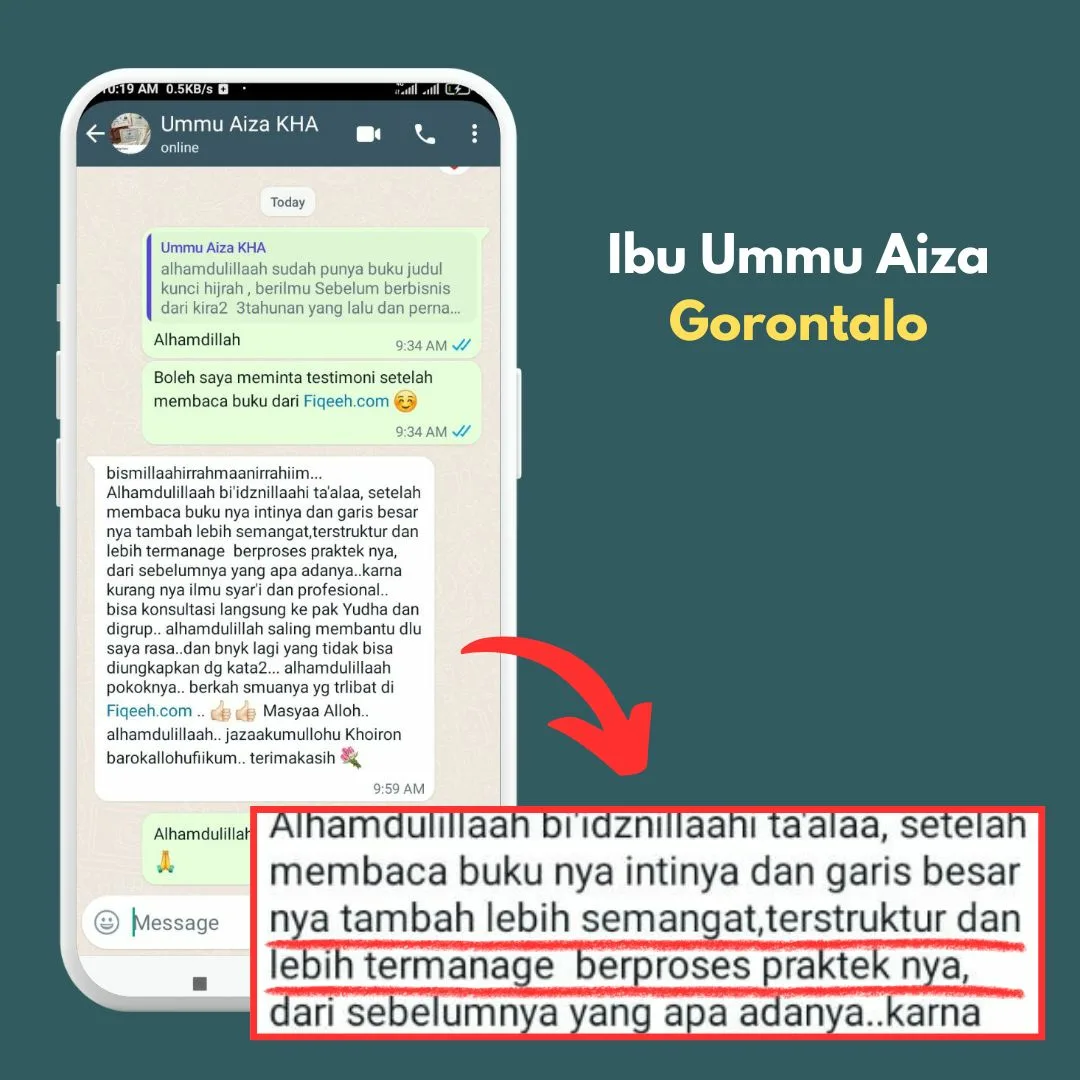 10:19 AM 0.5KB/s
Ummu Aiza KHA
online
Today
Ummu Aiza KHA
alhamdulillaah sudah punya buku judul
kunci hijrah , berilmu Sebelum berbisnis
dari kira2 3tahunan yang lalu dan perna...
Alhamdillah
9:34 AM
Boleh saya meminta testimoni setelah
membaca buku dari Fiqeeh.com 😊
9:34 AM
bismillaahirrahmaanirrahiim...
Alhamdulillaah bi'idznillaahi ta'alaa, setelah
membaca buku nya intinya dan garis besar
nya tambah lebih semangat,terstruktur dan
lebih termanage berproses praktek nya,
dari sebelumnya yang apa adanya..karna
kurang nya ilmu syar'i dan profesional..
bisa konsultasi langsung ke pak Yudha dan
digrup.. alhamdulillah saling membantu dlu
saya rasa..dan bnyk lagi yang tidak bisa
diungkapkan dg kata2... alhamdulillaah
pokoknya.. berkah smuanya yg trlibat di
Fiqeeh.com .. 👍🏻👍🏻 Masyaa Alloh..
alhamdulillaah.. jazaakumullohu Khoiron
barokallohufiikum.. terimakasih 💐
9:59 AM
Alhamdulillah
🙏
Message
Ibu Ummu Aiza
Gorontalo
Alhamdulillaah bi'idznillaahi ta'alaa, setelah
membaca buku nya intinya dan garis besar
nya tambah lebih semangat,terstruktur dan
lebih termanage berproses praktek nya,
dari sebelumnya yang apa adanya..karna